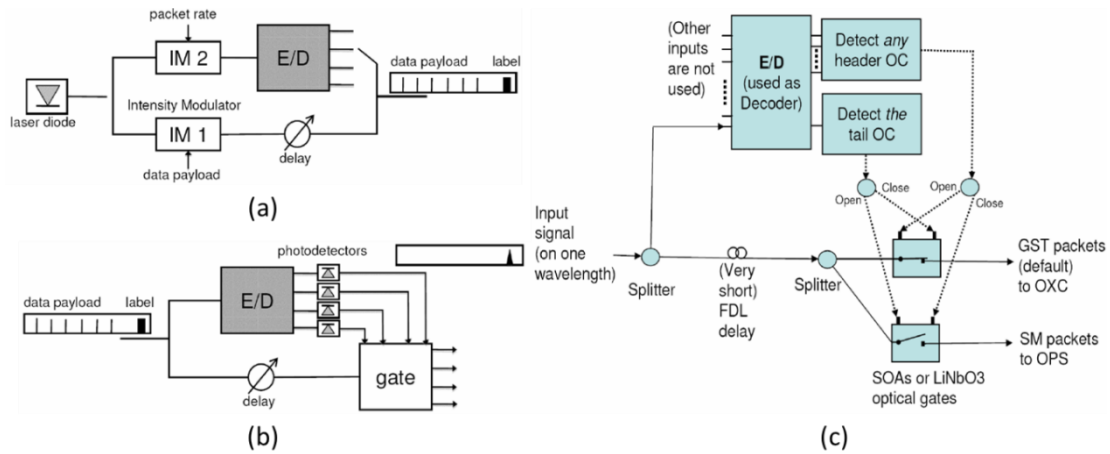 packet rate
IM 2
E/D
data payload
label
laser diode
Intensity Modulator
IM 1
delay
data payload
(a)
photodetectors
data payload
label
E/D
delay
gate
(b)
(Other
inputs
are not
used)
E/D
(used as
Decoder)
Detect any
header OC
Detect the
tail OC
Open
Close
Open
Close
Input
signal
(on one
wavelength)
Splitter
(Very
short)
FDL
delay
Splitter
GST packets
(default)
to OXC
SM packets
to OPS
SOAs or LiNbO3
optical gates
(c)